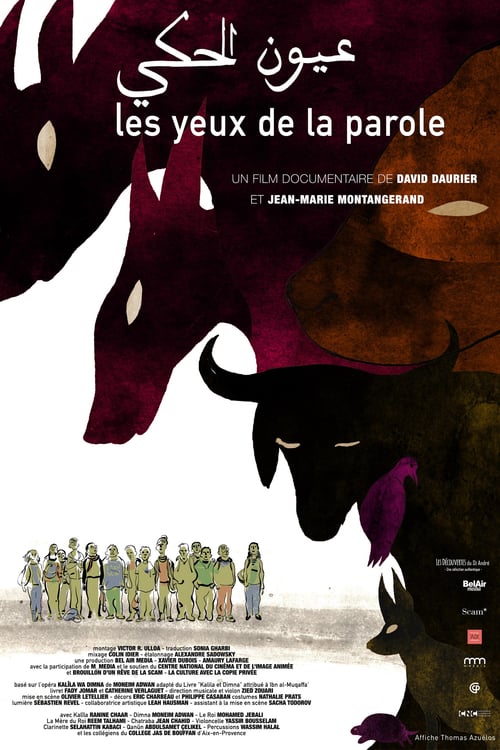 عيون الحكي
les yeux de la parole
UN FILM DOCUMENTAIRE DE DAVID DAURIER
ET JEAN-MARIE MONTANGERAND
LES DÉCOUVERTES du Dr André
- Une sélection authentique -
BelAir
media
Scam*
mm
CNC
montage VICTOR R. ULLOA - traduction SONIA GHARBI
mixage COLIN IDIER - étalonnage ALEXANDRE SADOWSKY
une production BEL AIR MEDIA - XAVIER DUBOIS - AMAURY LAFARGE
avec la participation de M. MEDIA et le soutien du CENTRE NATIONAL DU CINÉMA ET DE L'IMAGE ANIMÉE
et BROUILLON D'UN RÊVE DE LA SCAM - LA CULTURE AVEC LA COPIE PRIVÉE
basé sur l'opéra KALÎLA WA DIMNA de MONEIM ADWAN adapté du Livre "Kalîla et Dimna" attribué à Ibn al-Muqaffa'
livret FADY JOMAR et CATHERINE VERLAGUET - direction musicale et violon ZIED ZOUARI
mise en scène OLIVIER LETELLIER - décors ERIC CHARBEAU et PHILIPPE CASABAN costumes NATHALIE PRATS
lumière SÉBASTIEN REVEL - collaboratrice artistique LEAH HAUSMAN - assistant à la mise en scène SACHA TODOROV
avec Kalîla RANINE CHAAR - Dimna MONEIM ADWAN - Le Roi MOHAMED JEBALI
La Mère du Roi REEM TALHAMI - Chatraba JEAN CHAHID - Violoncelle YASSIR BOUSSELAM
Clarinette SELAHATTIN KABACI - Qanûn ABDULSAMET ÇELIKEL - Percussions WASSIM HALAL
et les collégiens du COLLEGE JAS DE BOUFFAN d'Aix-en-Provence
Affiche Thomas Azuélos